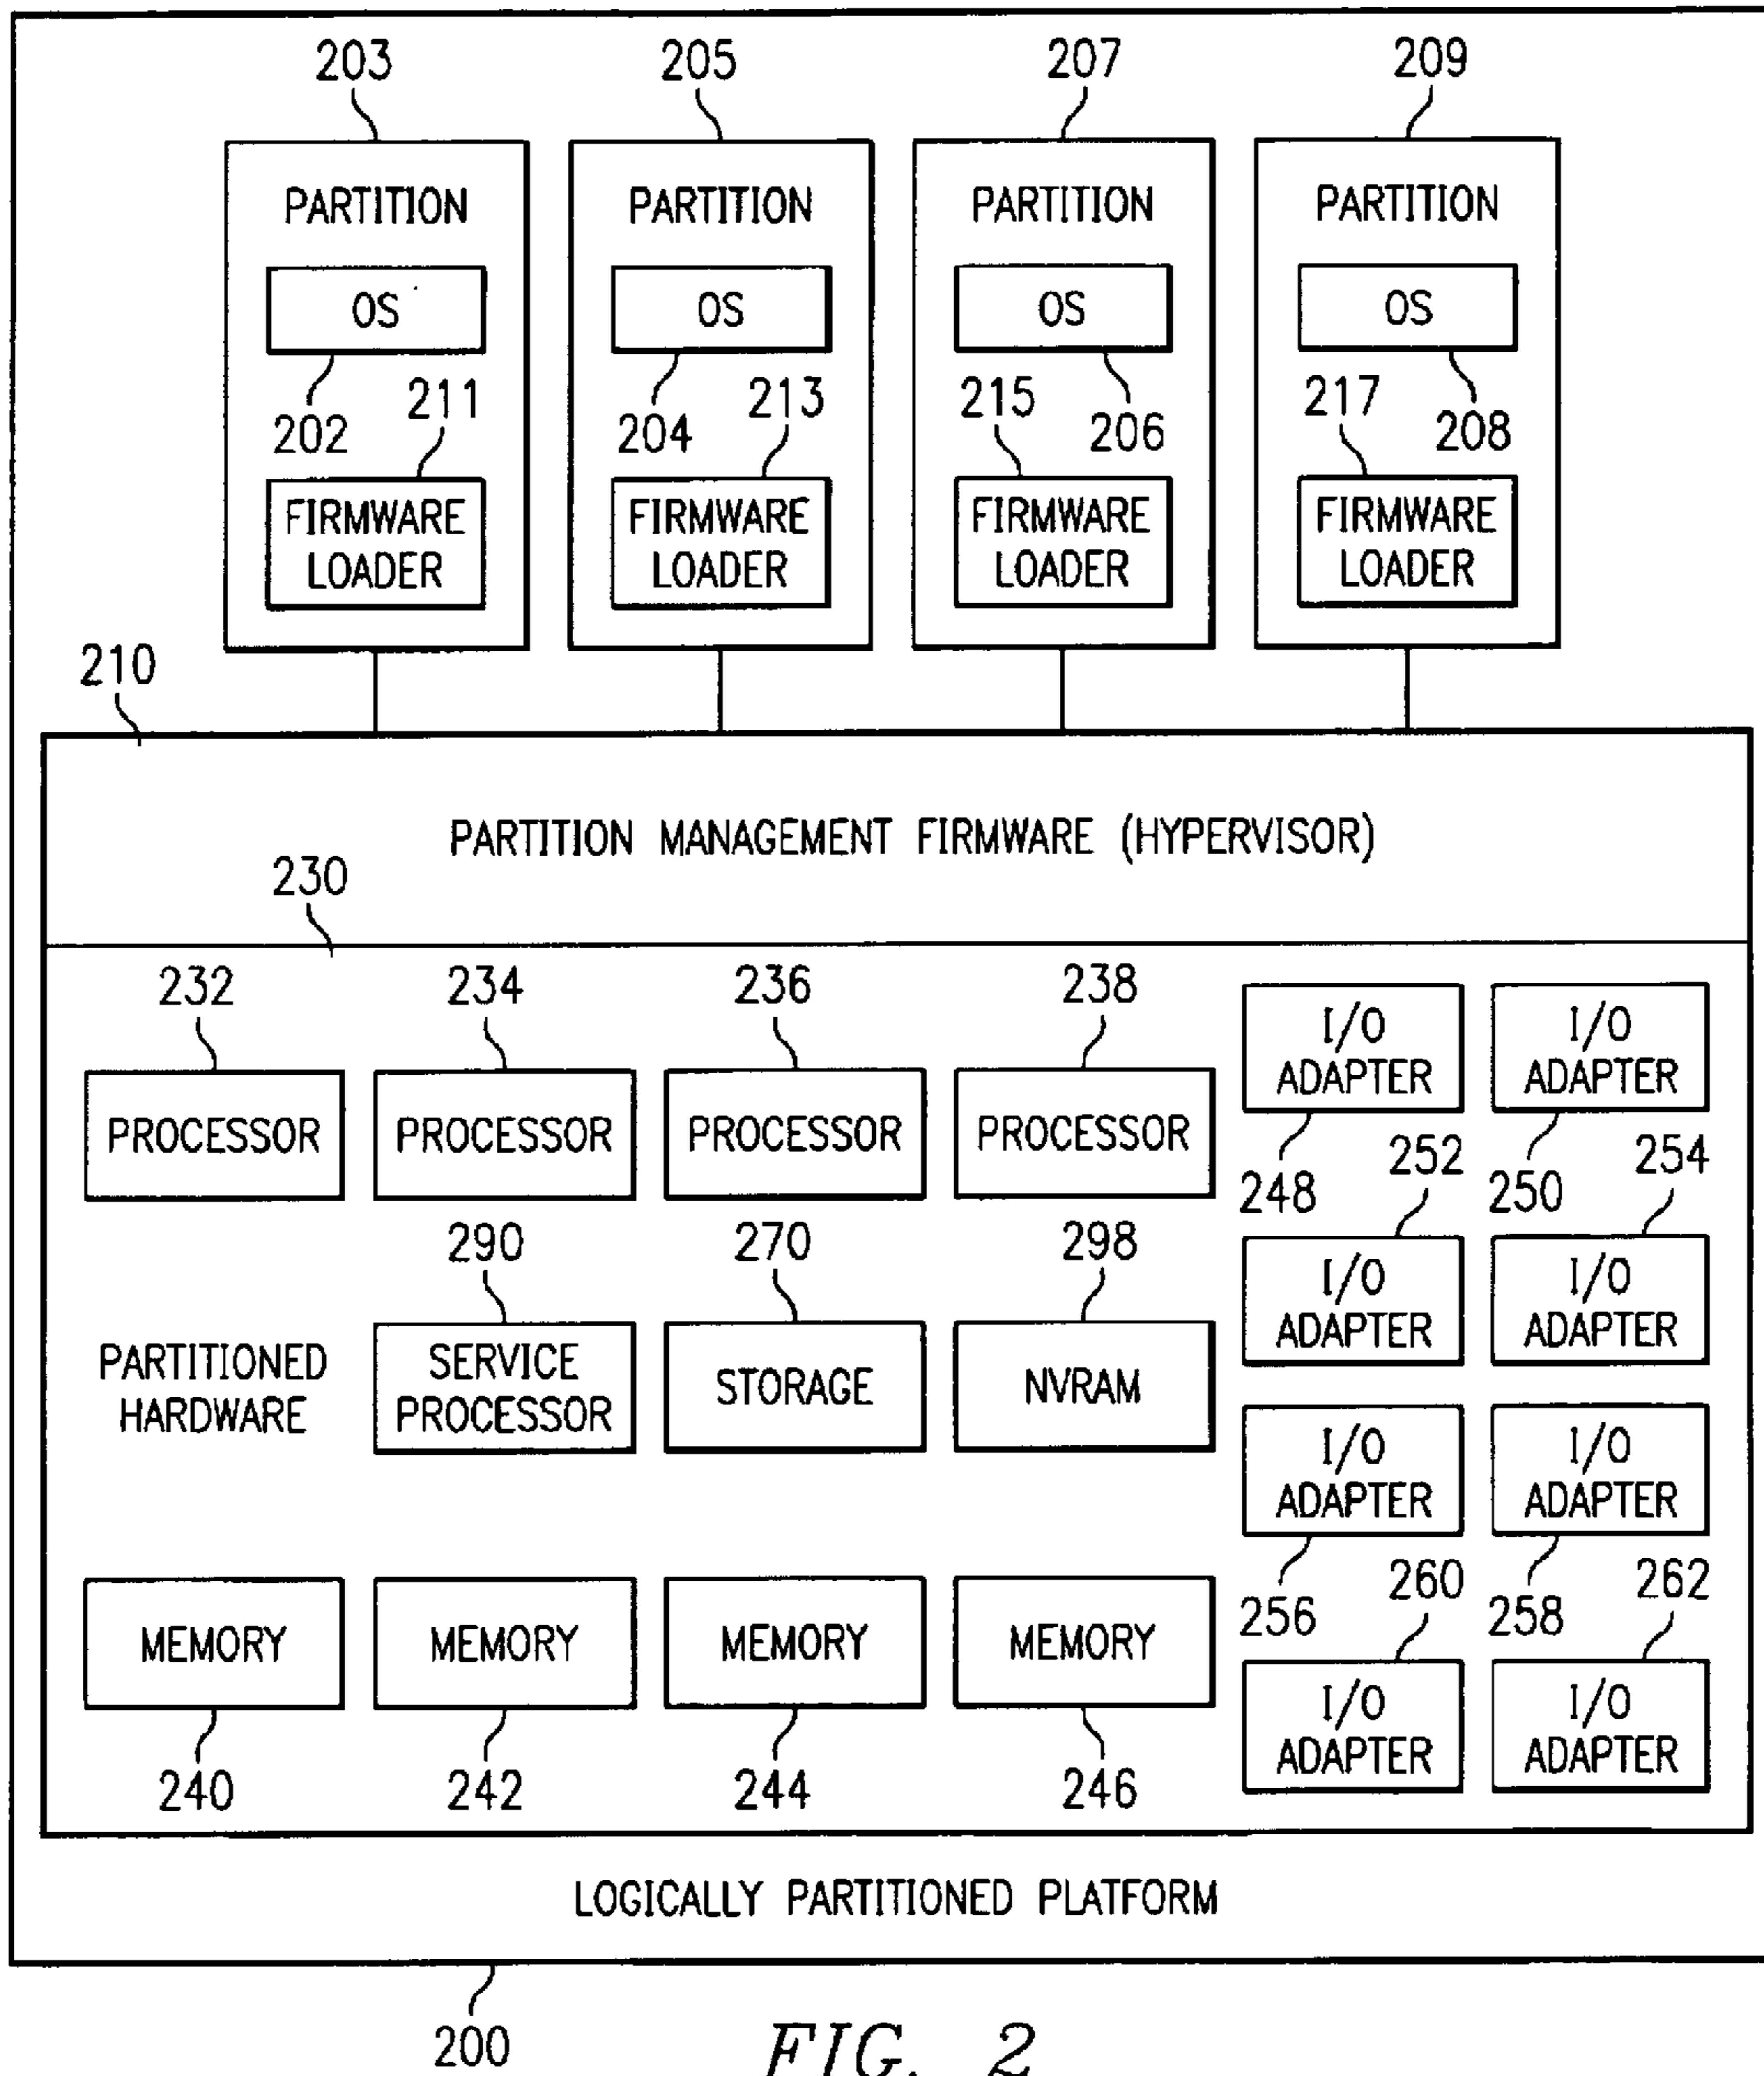 203 205 207 209
PARTITION PARTITION PARTITION PARTITION
OS OS OS OS
211 213 215 217
202 204 206 208
FIRMWARE FIRMWARE FIRMWARE FIRMWARE
LOADER LOADER LOADER LOADER
210
PARTITION MANAGEMENT FIRMWARE (HYPERVISOR)
230
232 234 236 238
I/O I/O
ADAPTER ADAPTER
PROCESSOR PROCESSOR PROCESSOR PROCESSOR
252 254
248 250
290 270 298
I/O I/O
ADAPTER ADAPTER
PARTITIONED
HARDWARE
SERVICE
PROCESSOR
STORAGE
NVRAM
I/O I/O
ADAPTER ADAPTER
260 262
256 258
MEMORY MEMORY MEMORY MEMORY
I/O I/O
ADAPTER ADAPTER
240 242 244 246
LOGICALLY PARTITIONED PLATFORM
200
FIG. 2